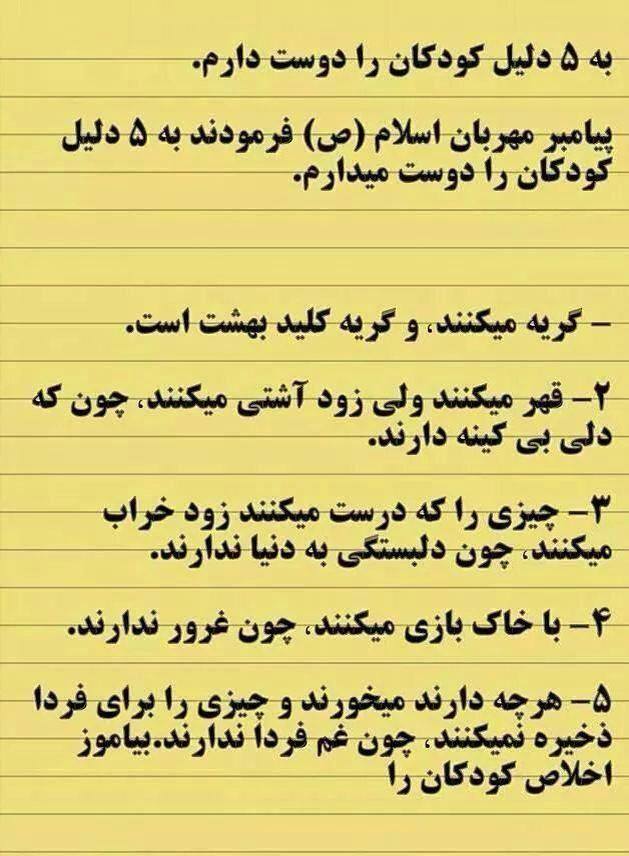 به ۵ دلیل کودکان را دوست دارم.
پیامبر مهربان اسلام (ص) فرمودند به ۵ دلیل
کودکان را دوست میدارم.
– گریه میکنند، و گریه کلید بهشت است.
۲– قهر میکنند ولی زود آشتی میکنند، چون که
دلی بی کینه دارند.
۳– چیزی را که درست میکنند زود خراب
میکنند، چون دلبستگی به دنیا ندارند.
۴– با خاک بازی میکنند، چون غرور ندارند.
۵– هرچه دارند میخورند و چیزی را برای فردا
ذخیره نمیکنند، چون غم فردا ندارند.بیاموز
اخلاص کودکان را